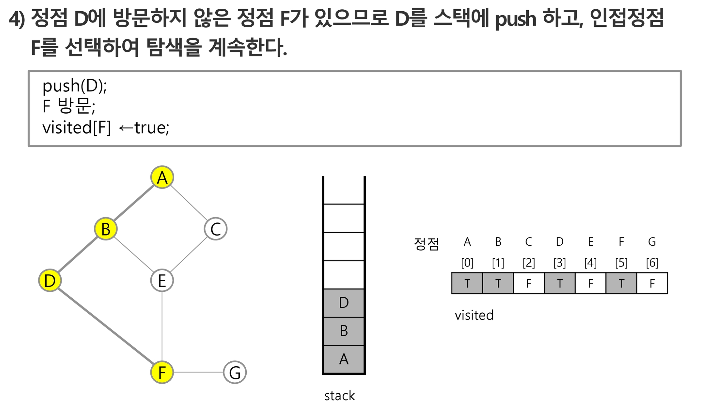 4) 정점 D에 방문하지 않은 정점 F가 있으므로 D를 스택에 push 하고, 인접정점
F를 선택하여 탐색을 계속한다.
push(D);
F 방문;
visited[F] ←true;
A
B
C
D
E
F
G
D
B
A
stack
정점 A B C D E F G
[0] [1] [2] [3] [4] [5] [6]
T T F T F T F
visited